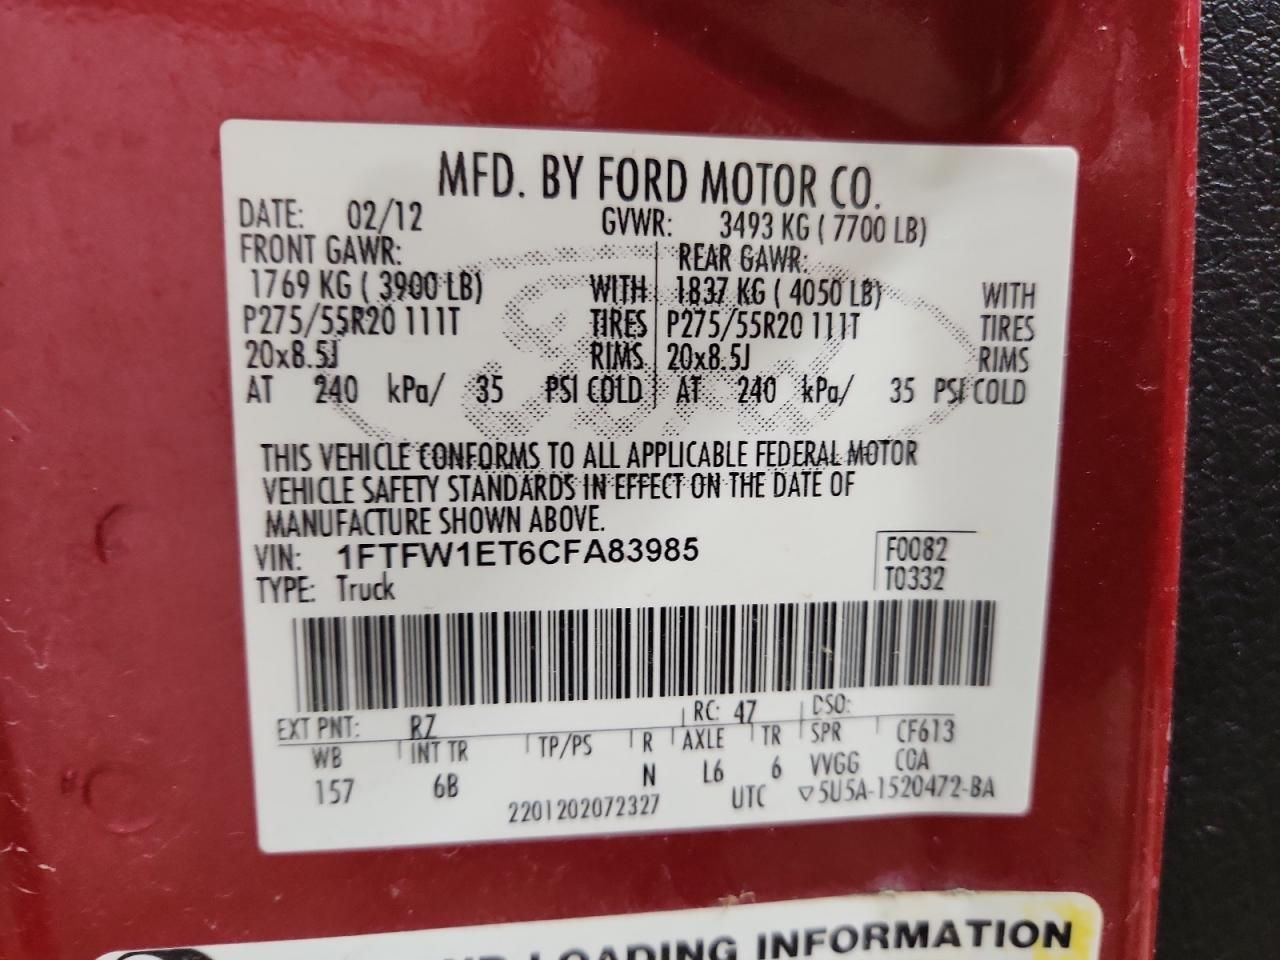 MFD. BY FORD MOTOR CO.
DATE: 02/12 GVWR: 3493 KG ( 7700 LB)
FRONT GAWR: REAR GAWR:
1769 KG ( 3900 LB) WITH 1837 KG ( 4050 LB) WITH
P275/55R20 111T TIRES P275/55R20 111T TIRES
20x8.5J RIMS 20x8.5J RIMS
AT 240 kPa/ 35 PSI COLD AT 240 kPa/ 35 PSI COLD
THIS VEHICLE CONFORMS TO ALL APPLICABLE FEDERAL MOTOR
VEHICLE SAFETY STANDARDS IN EFFECT ON THE DATE OF
MANUFACTURE SHOWN ABOVE.
VIN: 1FTFW1ET6CFA83985 F0082
TYPE: Truck T0332
EXT PNT: RZ RC: 47 DSO:
WB INT TR TP/PS R AXLE TR SPR CF613
157 6B N L6 6 VVGG COA
2201202072327 UTC ▽5U5A-1520472-BA
LOADING INFORMATION